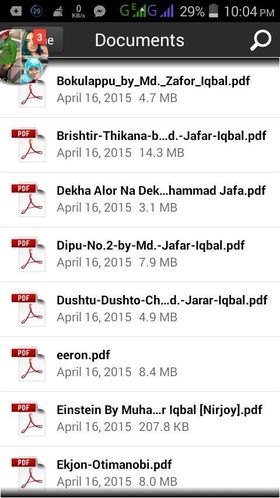 0 KB/s G E G 29% 10:04 PM
3 e Documents
PDF Bokulappu_by_Md._Zafor_Iqbal.pdf
April 16, 2015 4.7 MB
PDF Brishtir-Thikana-b...d.-Jafar-Iqbal.pdf
April 16, 2015 14.3 MB
PDF Dekha Alor Na Dek...hammad Jafa.pdf
April 16, 2015 3.1 MB
PDF Dipu-No.2-by-Md.-Jafar-Iqbal.pdf
April 16, 2015 7.9 MB
PDF Dushtu-Dushto-Ch...d.-Jarar-Iqbal.pdf
April 16, 2015 4.9 MB
PDF eeron.pdf
April 16, 2015 8.4 MB
PDF Einstein By Muha...r Iqbal [Nirjoy].pdf
April 16, 2015 207.8 KB
PDF Ekjon-Otimanobi.pdf
April 16, 2015 8.0 MB